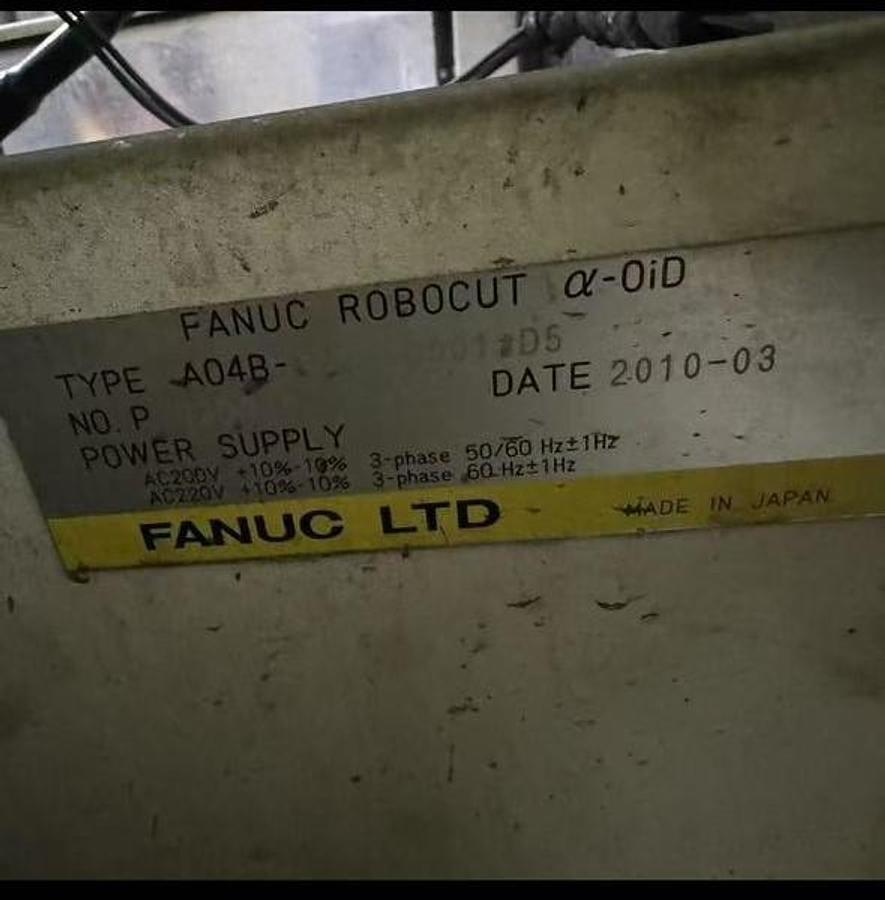 FANUC ROBOCUT α-0iD
TYPE A04B-
DATE 2010-03
NO. P
POWER SUPPLY
AC200V +10%-10% 3-phase 50/60 Hz±1Hz
AC220V +10%-10% 3-phase 60 Hz±1Hz
FANUC LTD
MADE IN JAPAN